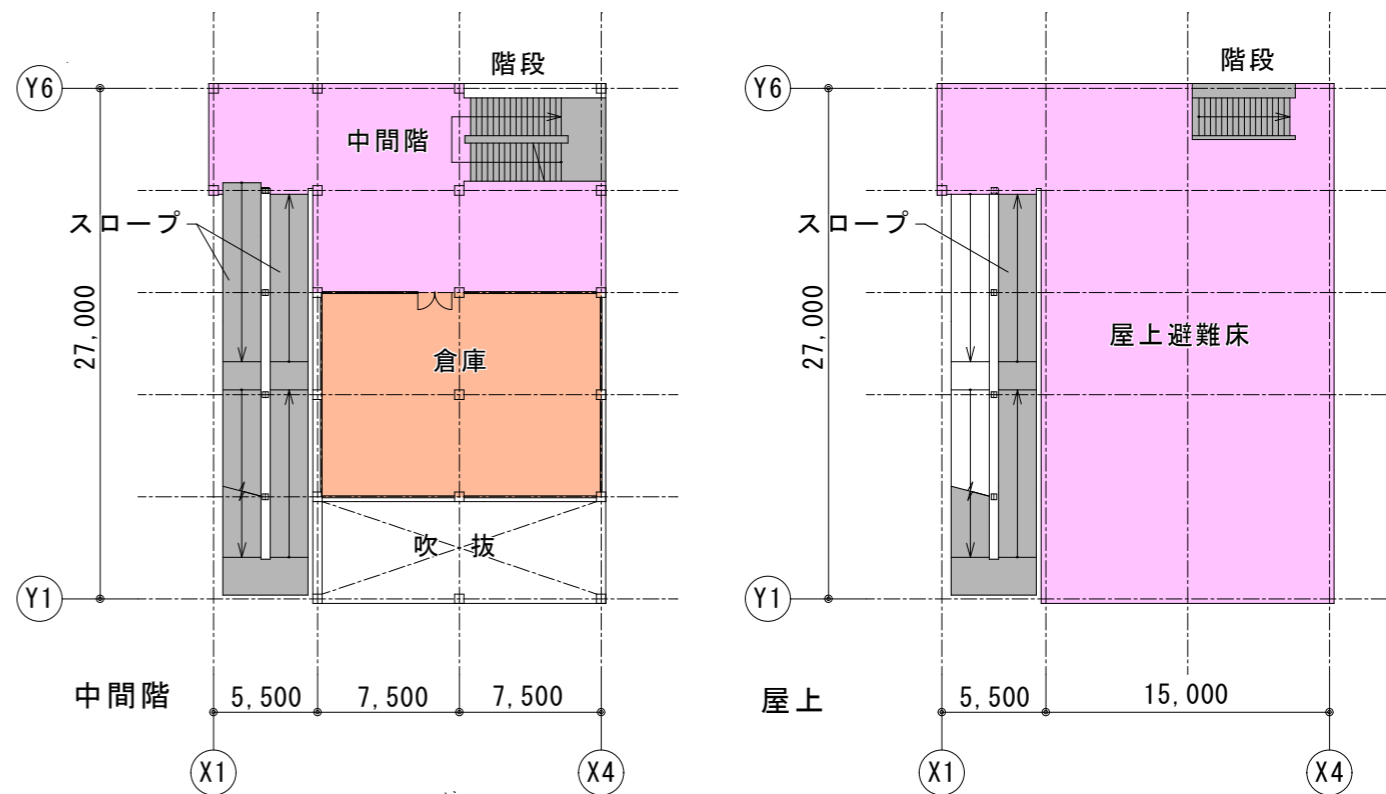 階段
Y6
中間階
スロープ
27,000
倉庫
吹 抜
Y1
中間階
5,500
7,500
7,500
X1
X4
階段
Y6
スロープ
27,000
屋上避難床
Y1
屋上
5,500
15,000
X1
X4